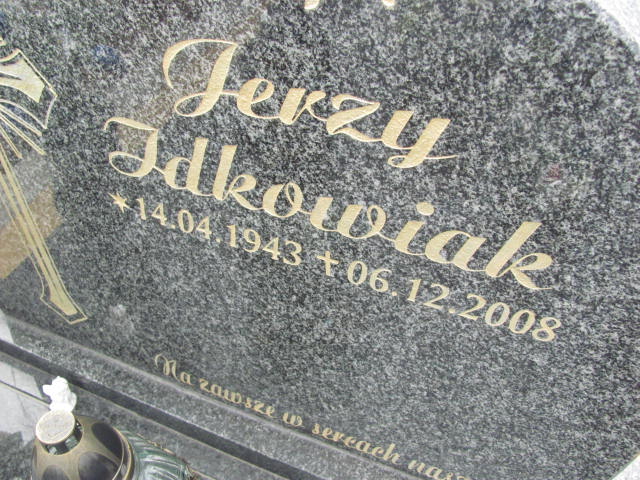 Jerzy
Idkowiak
*14.04.1943 ✝06.12.2008
Na zawsze w sercach